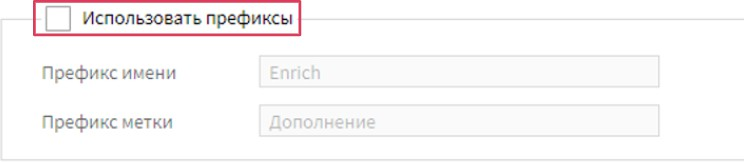 Использовать префиксы
Префикс имени Enrich
Префикс метки Дополнение